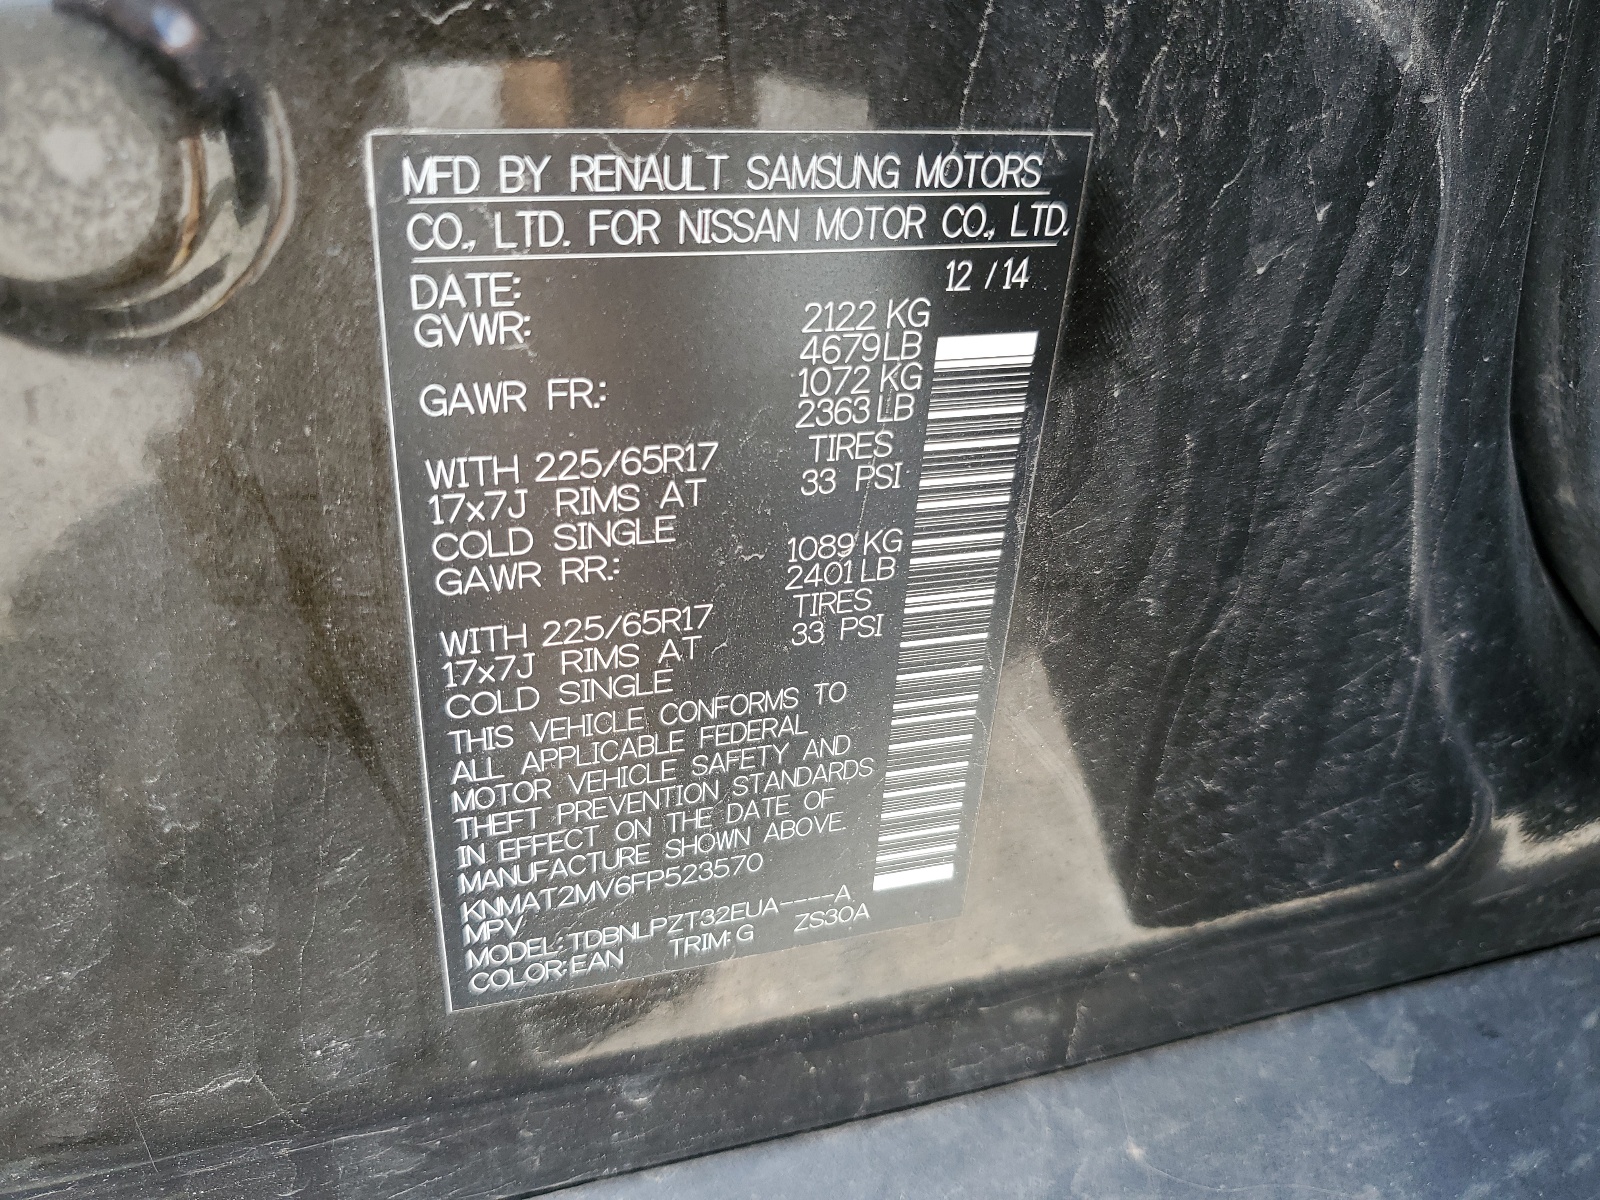 MFD BY RENAULT SAMSUNG MOTORS
CO., LTD. FOR NISSAN MOTOR CO., LTD.
DATE: 12 / 14
GVWR: 2122 KG
4679 LB
GAWR FR.: 1072 KG
2363 LB
WITH 225/65R17 TIRES
17x7J RIMS AT 33 PSI
COLD SINGLE
GAWR RR.: 1089 KG
2401 LB
WITH 225/65R17 TIRES
17x7J RIMS AT 33 PSI
COLD SINGLE
THIS VEHICLE CONFORMS TO
ALL APPLICABLE FEDERAL
MOTOR VEHICLE SAFETY AND
THEFT PREVENTION STANDARDS
IN EFFECT ON THE DATE OF
MANUFACTURE SHOWN ABOVE.
KNMAT2MV6FP523570
MPV
MODEL: TDBNLPZT32EUA----A
COLOR: EAN TRIM: G ZS30A